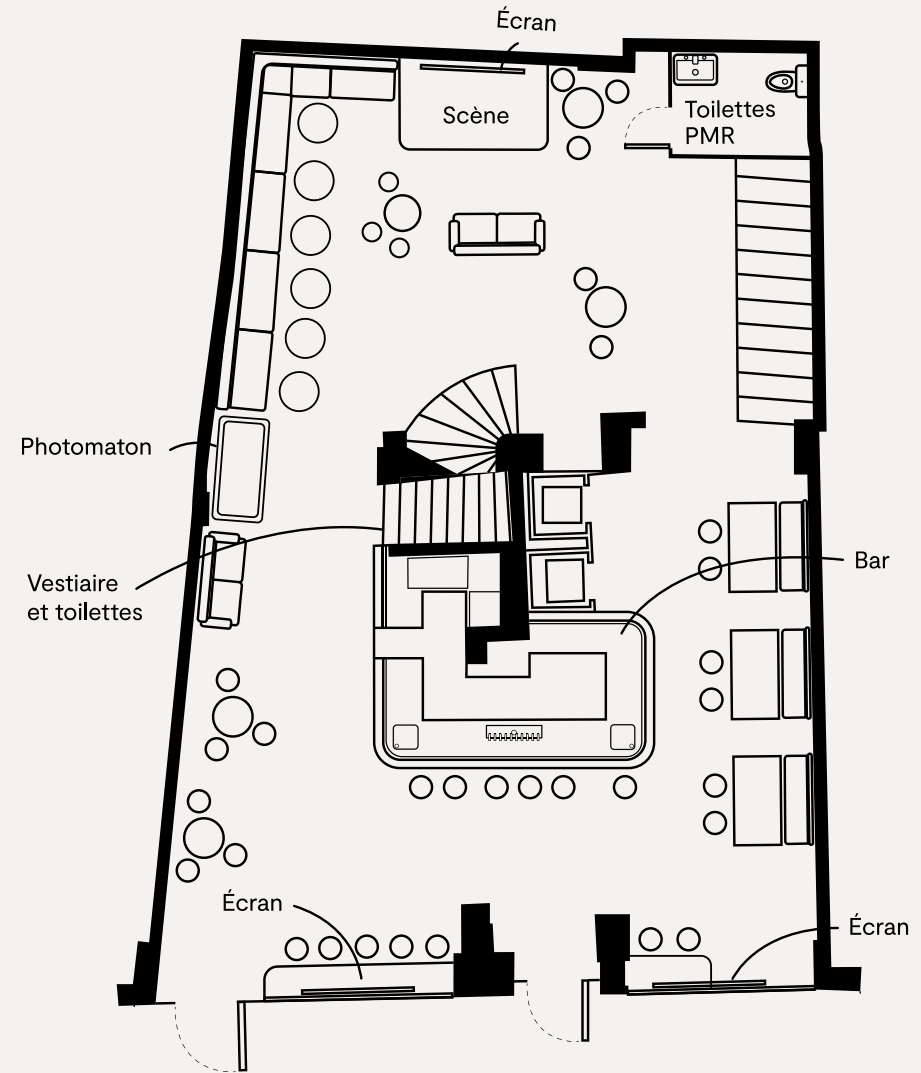 Écran
Scène
Toilettes
PMR
Photomaton
Bar
Vestiaire
et toilettes
Écran
Écran